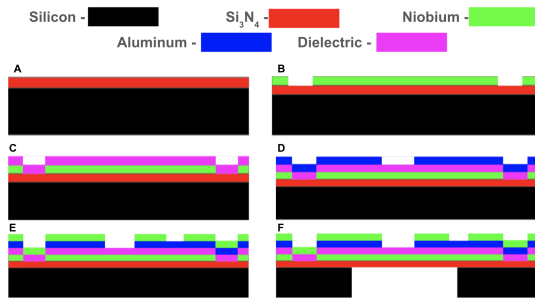 Silicon - Si₃N₄ - Niobium -
Aluminum - Dielectric -
A B
C D
E F